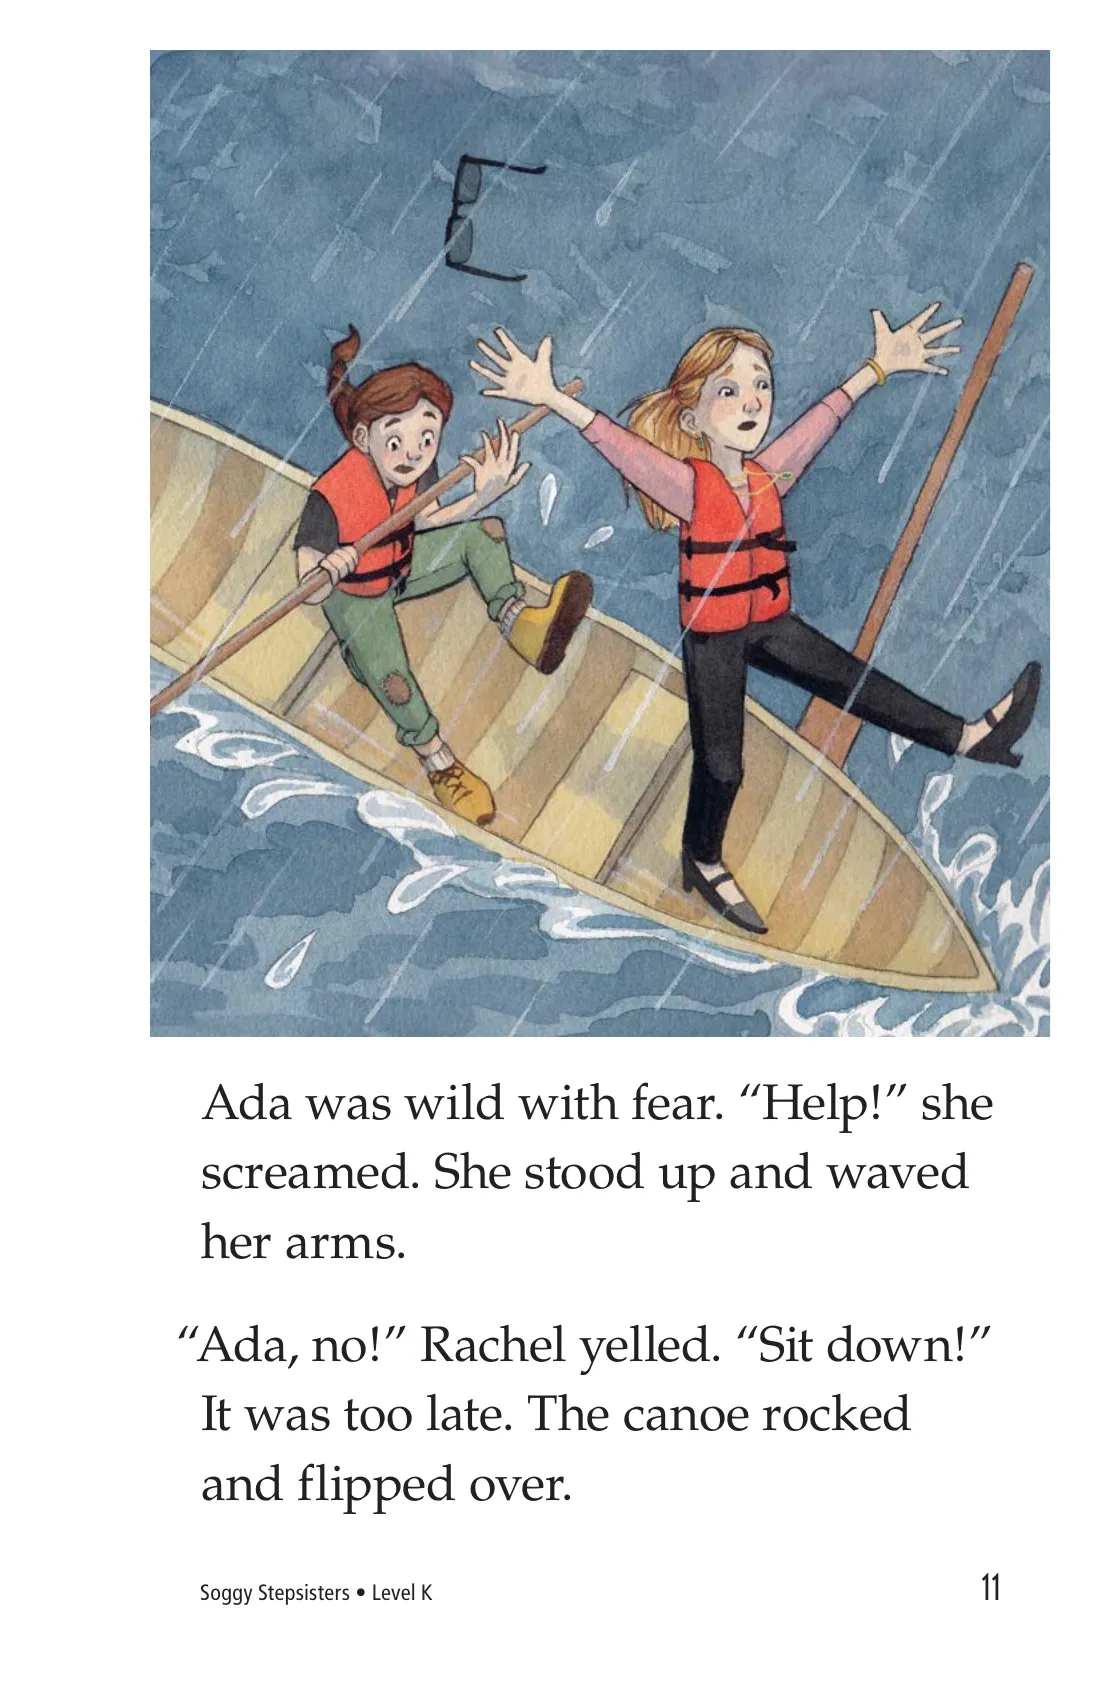 Ada was wild with fear. “Help!” she
screamed. She stood up and waved
her arms.
“Ada, no!” Rachel yelled. “Sit down!”
It was too late. The canoe rocked
and flipped over.
Soggy Stepsisters • Level K
11